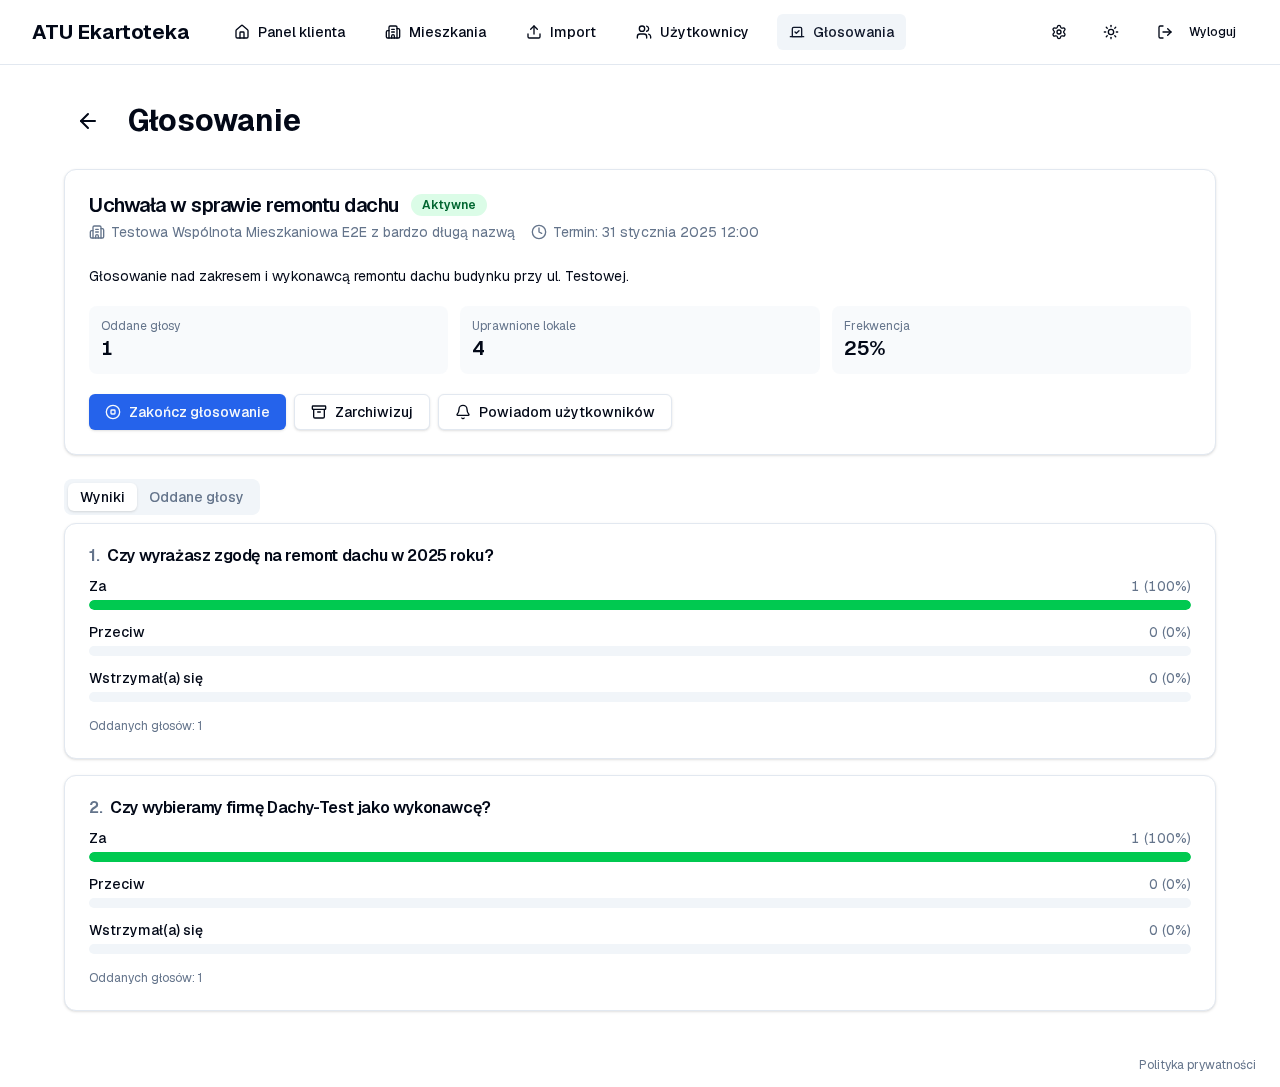 ATU Ekartoteka
Panel klienta
Mieszkania
Import
Użytkownicy
Głosowania
Wyloguj
Głosowanie
Uchwała w sprawie remontu dachu
Aktywne
Testowa Wspólnota Mieszkaniowa E2E z bardzo długą nazwą
Termin: 31 stycznia 2025 12:00
Głosowanie nad zakresem i wykonawcą remontu dachu budynku przy ul. Testowej.
Oddane głosy
1
Uprawnione lokale
4
Frekwencja
25%
Zakończ głosowanie
Zarchiwizuj
Powiadom użytkowników
Wyniki
Oddane głosy
1. Czy wyrażasz zgodę na remont dachu w 2025 roku?
Za 1 (100%)
Przeciw 0 (0%)
Wstrzymał(a) się 0 (0%)
Oddanych głosów: 1
2. Czy wybieramy firmę Dachy-Test jako wykonawcę?
Za 1 (100%)
Przeciw 0 (0%)
Wstrzymał(a) się 0 (0%)
Oddanych głosów: 1
Polityka prywatności